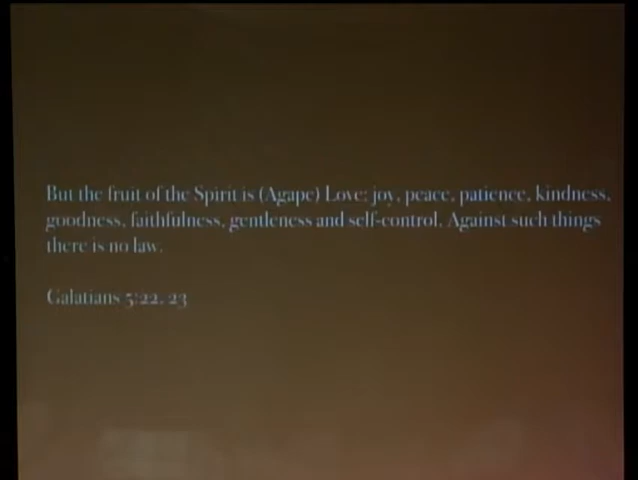 But the fruit of the Spirit is (Agape) Love: joy, peace, patience, kindness,
goodness, faithfulness, gentleness and self-control. Against such things
there is no law.
Galatians 5:22, 23